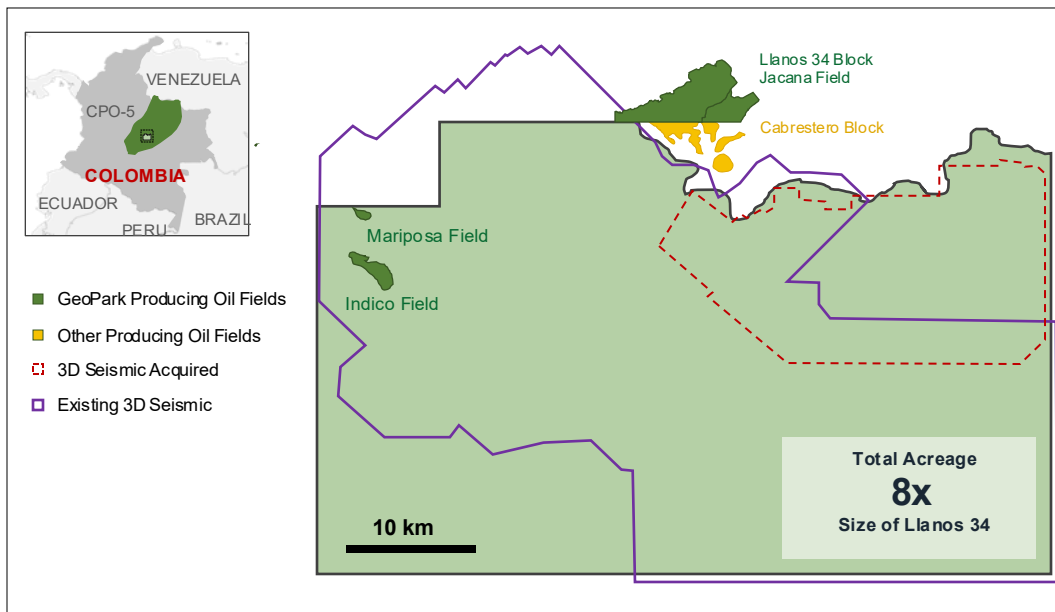 VENEZUELA
CPO-5
COLOMBIA
ECUADOR
PERU
BRAZIL
GeoPark Producing Oil Fields
Other Producing Oil Fields
3D Seismic Acquired
Existing 3D Seismic
Llanos 34 Block
Jacana Field
Cabrestero Block
Mariposa Field
Indico Field
10 km
Total Acreage
8x
Size of Llanos 34